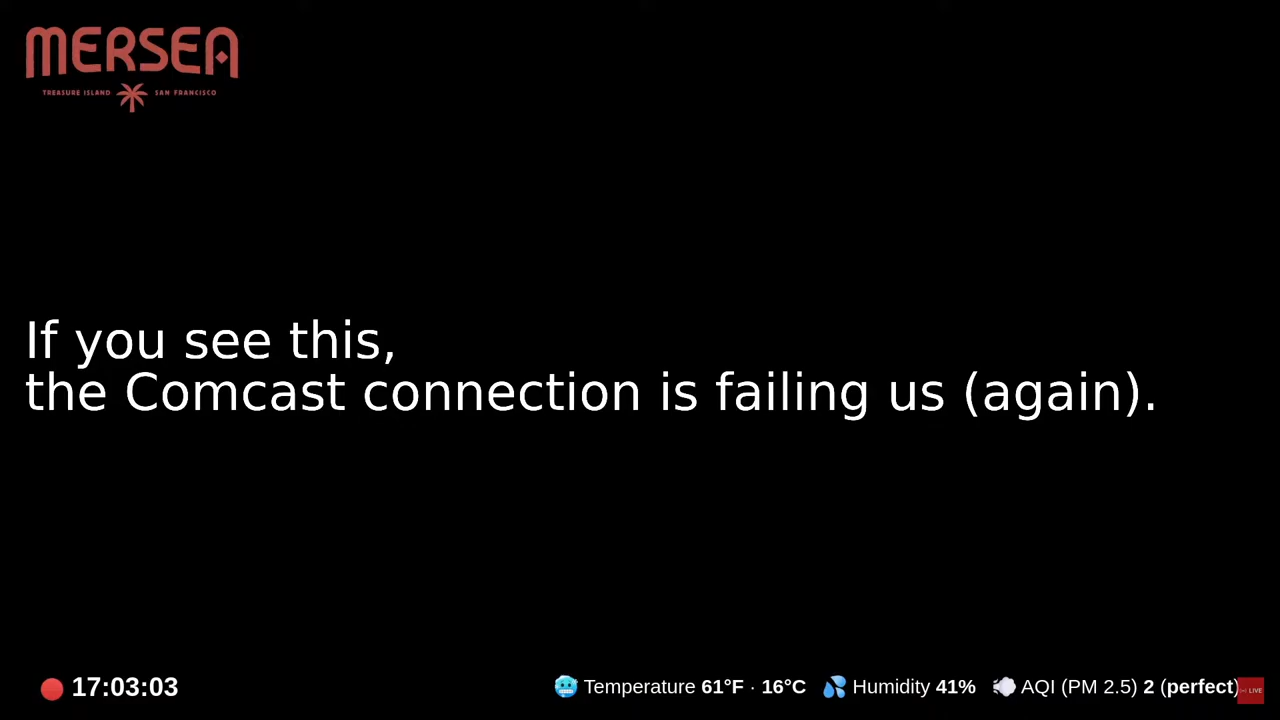 MERSEA
TREASURE ISLAND SAN FRANCISCO
If you see this,
the Comcast connection is failing us (again).
17:03:03
Temperature 61°F · 16°C Humidity 41% AQI (PM 2.5) 2 (perfect)
LIVE